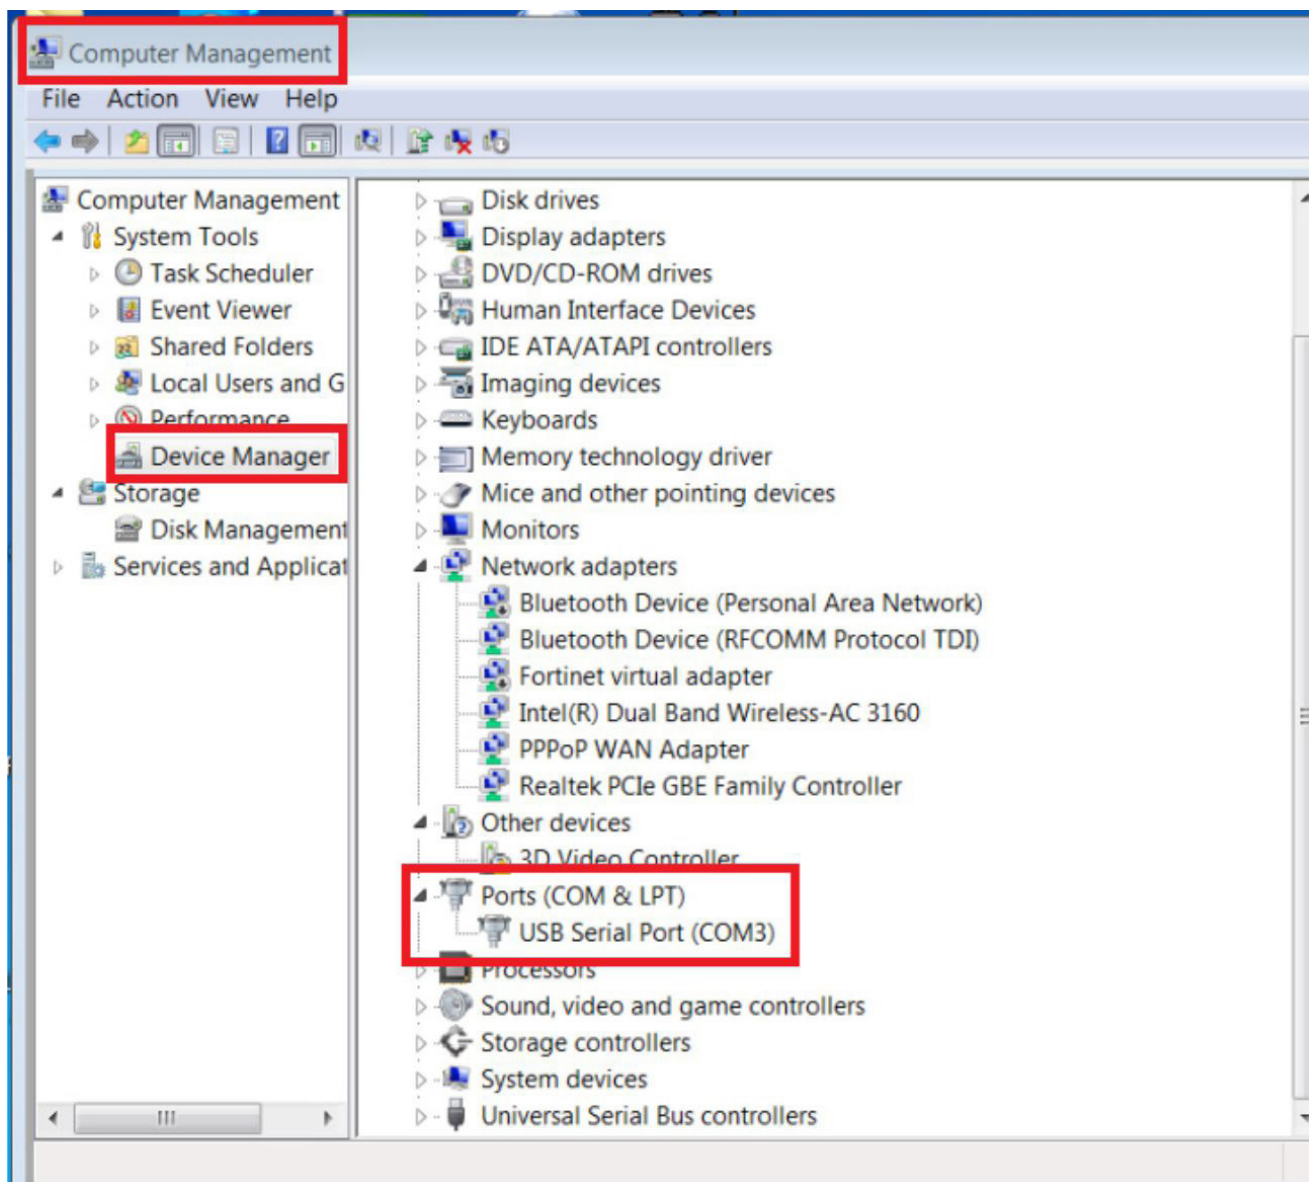 Computer Management
File Action View Help
Computer Management
System Tools
Task Scheduler
Event Viewer
Shared Folders
Local Users and G
Performance
Device Manager
Storage
Disk Management
Services and Applicat
Disk drives
Display adapters
DVD/CD-ROM drives
Human Interface Devices
IDE ATA/ATAPI controllers
Imaging devices
Keyboards
Memory technology driver
Mice and other pointing devices
Monitors
Network adapters
Bluetooth Device (Personal Area Network)
Bluetooth Device (RFCOMM Protocol TDI)
Fortinet virtual adapter
Intel(R) Dual Band Wireless-AC 3160
PPPoP WAN Adapter
Realtek PCIe GBE Family Controller
Other devices
3D Video Controller
Ports (COM & LPT)
USB Serial Port (COM3)
Processors
Sound, video and game controllers
Storage controllers
System devices
Universal Serial Bus controllers